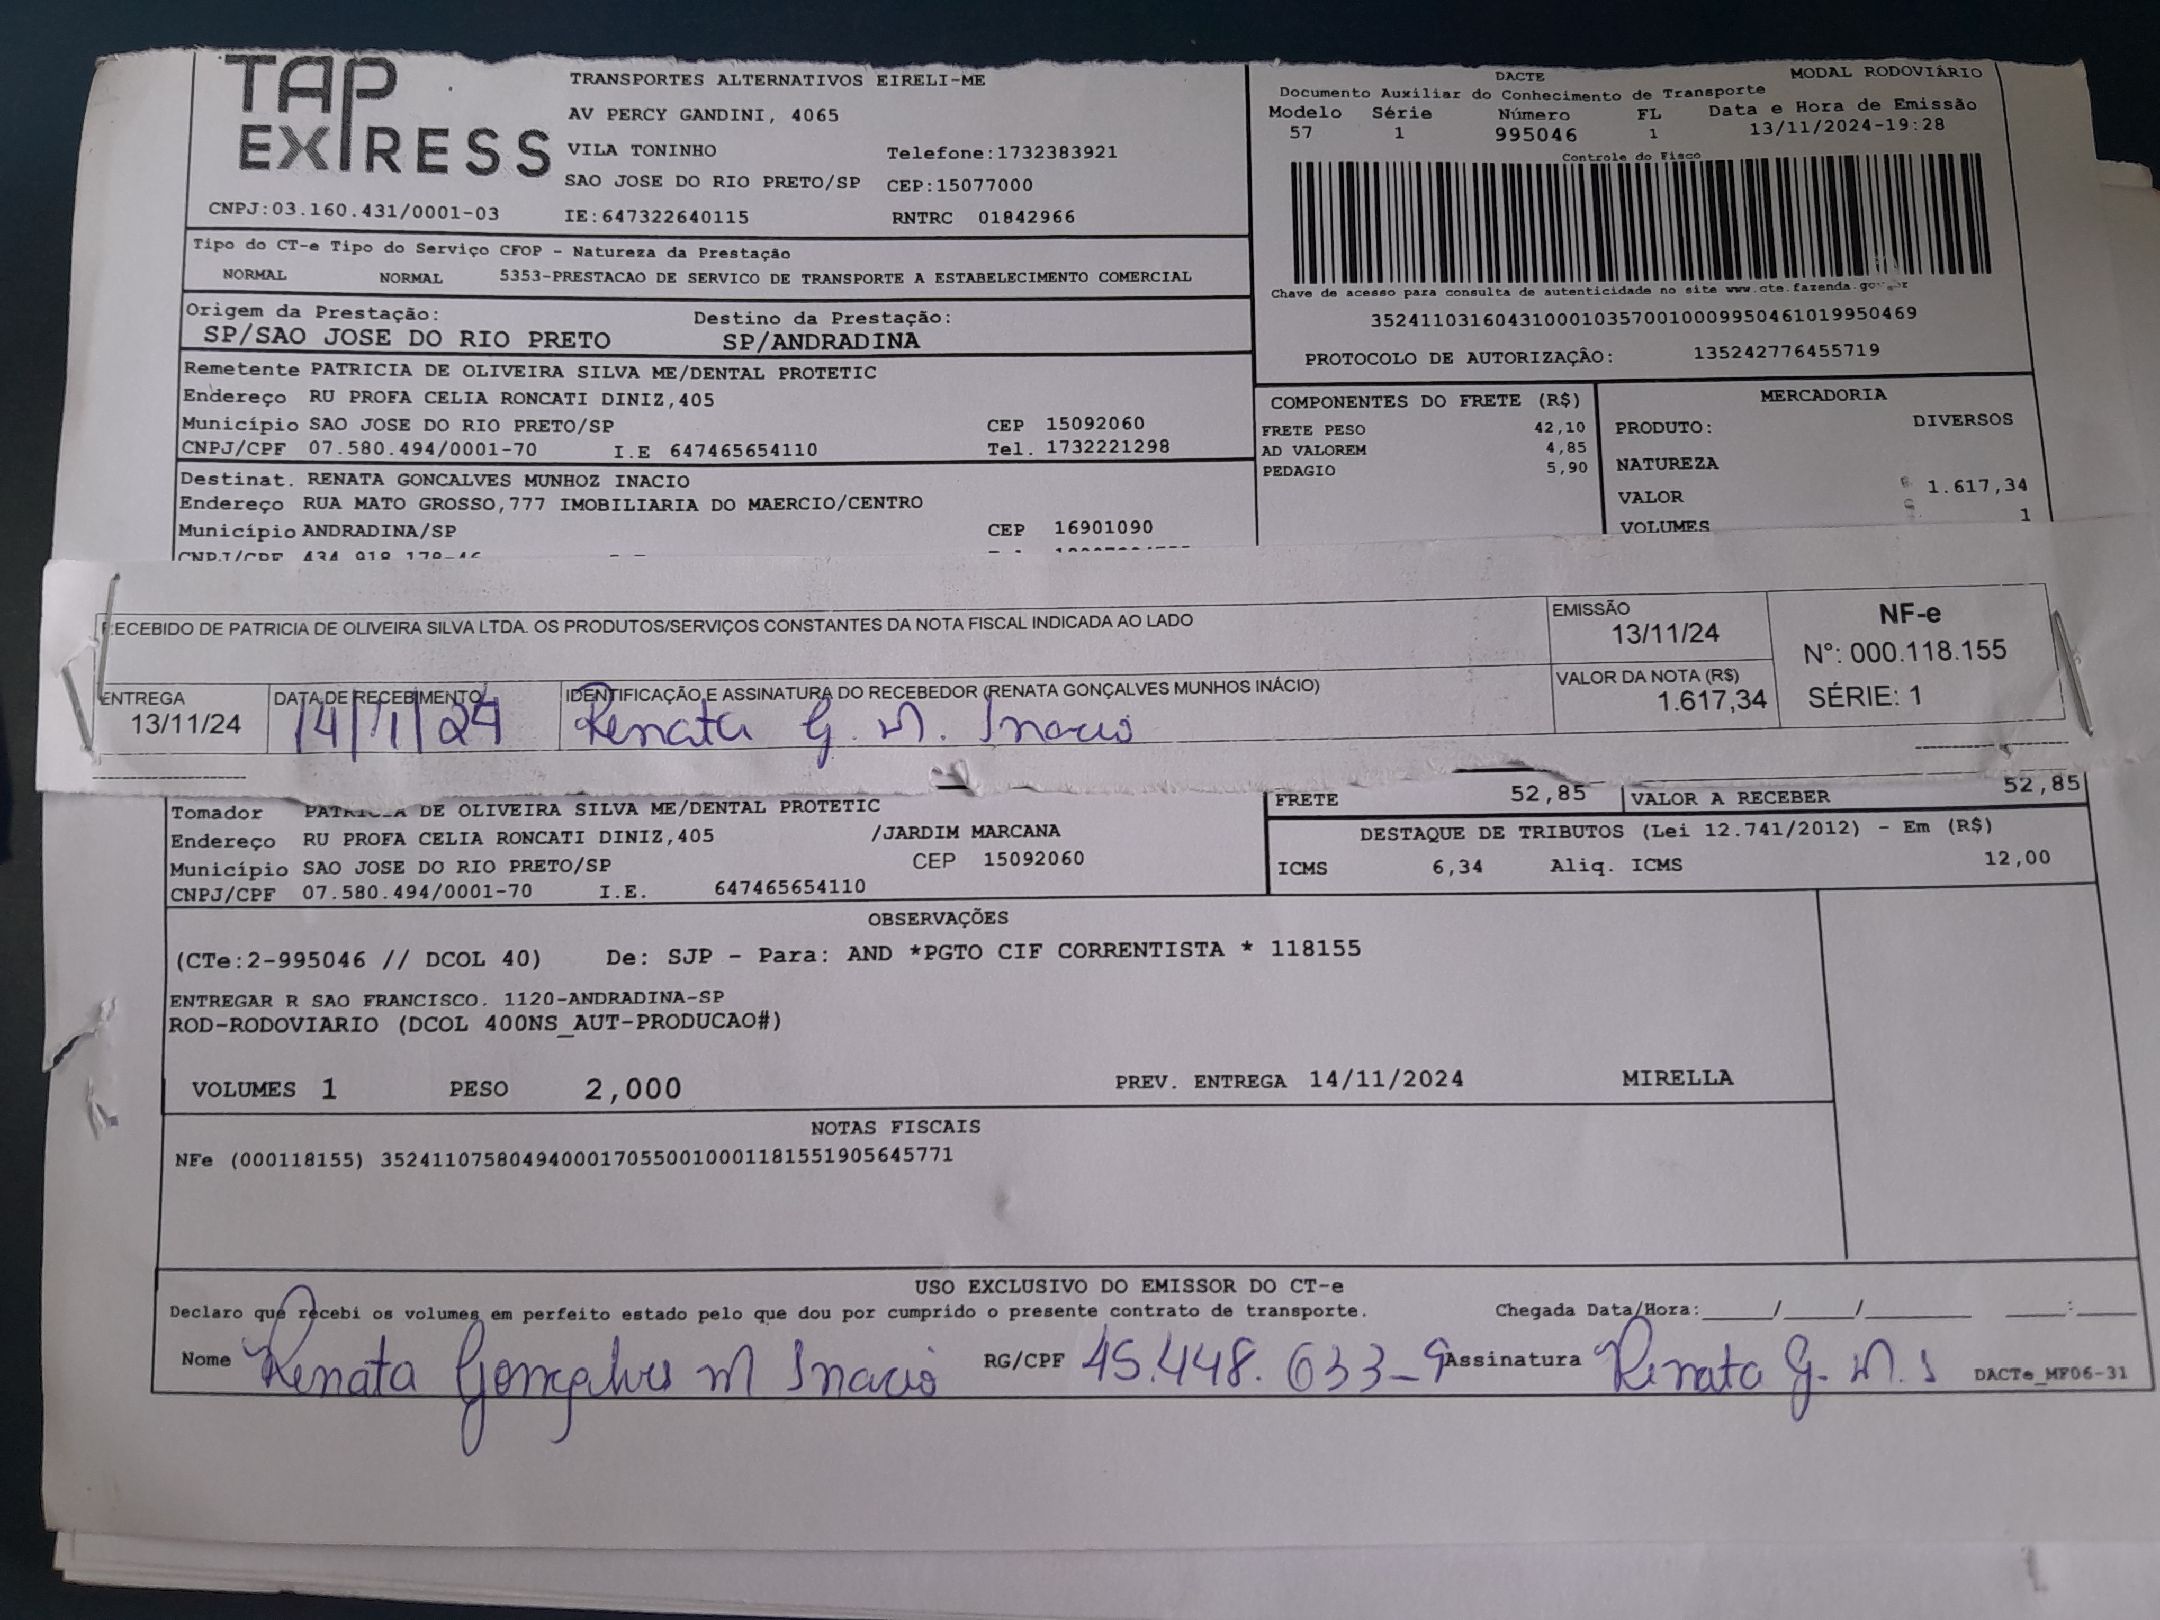 TAP EXPRESS
TRANSPORTES ALTERNATIVOS EIRELI-ME
AV PERCY GANDINI, 4065
VILA TONINHO Telefone:1732383921
SAO JOSE DO RIO PRETO/SP CEP:15077000
CNPJ:03.160.431/0001-03 IE:647322640115 RNTRC 01842966
DACTE MODAL RODOVIÁRIO
Documento Auxiliar do Conhecimento de Transporte
Modelo Série Número FL Data e Hora de Emissão
57 1 995046 1 13/11/2024-19:28
Controle do Fisco
Chave de acesso para consulta de autenticidade no site www.cte.fazenda.gov.br
35241103160431000103570010009950461019950469
PROTOCOLO DE AUTORIZAÇÃO: 135242776455719
Tipo do CT-e Tipo do Serviço CFOP - Natureza da Prestação
NORMAL NORMAL 5353-PRESTACAO DE SERVICO DE TRANSPORTE A ESTABELECIMENTO COMERCIAL
Origem da Prestação: Destino da Prestação:
SP/SAO JOSE DO RIO PRETO SP/ANDRADINA
Remetente PATRICIA DE OLIVEIRA SILVA ME/DENTAL PROTETIC
Endereço RU PROFA CELIA RONCATI DINIZ,405
Município SAO JOSE DO RIO PRETO/SP CEP 15092060
CNPJ/CPF 07.580.494/0001-70 I.E 647465654110 Tel. 1732221298
COMPONENTES DO FRETE (R$)
FRETE PESO 42,10
AD VALOREM 4,85
PEDAGIO 5,90
MERCADORIA
PRODUTO: DIVERSOS
NATUREZA
VALOR 1.617,34
VOLUMES 1
Destinat. RENATA GONCALVES MUNHOZ INACIO
Endereço RUA MATO GROSSO,777 IMOBILIARIA DO MAERCIO/CENTRO
Município ANDRADINA/SP CEP 16901090
CNPJ/CPF 434.918.178-46
RECEBIDO DE PATRICIA DE OLIVEIRA SILVA LTDA. OS PRODUTOS/SERVIÇOS CONSTANTES DA NOTA FISCAL INDICADA AO LADO
EMISSÃO
13/11/24
NF-e
Nº: 000.118.155
SÉRIE: 1
ENTREGA DATA DE RECEBIMENTO IDENTIFICAÇÃO E ASSINATURA DO RECEBEDOR (RENATA GONÇALVES MUNHOS INÁCIO) VALOR DA NOTA (R$)
13/11/24 14/11/24 Renata G. M. Inacio 1.617,34
Tomador PATRICIA DE OLIVEIRA SILVA ME/DENTAL PROTETIC
Endereço RU PROFA CELIA RONCATI DINIZ,405 /JARDIM MARCANA
Município SAO JOSE DO RIO PRETO/SP CEP 15092060
CNPJ/CPF 07.580.494/0001-70 I.E. 647465654110
FRETE 52,85 VALOR A RECEBER 52,85
DESTAQUE DE TRIBUTOS (Lei 12.741/2012) - Em (R$)
ICMS 6,34 Aliq. ICMS 12,00
OBSERVAÇÕES
(CTe:2-995046 // DCOL 40) De: SJP - Para: AND *PGTO CIF CORRENTISTA * 118155
ENTREGAR R SAO FRANCISCO. 1120-ANDRADINA-SP
ROD-RODOVIARIO (DCOL 400NS_AUT-PRODUCAO#)
VOLUMES 1 PESO 2,000 PREV. ENTREGA 14/11/2024 MIRELLA
NOTAS FISCAIS
NFe (000118155) 35241107580494000170550010001181551905645771
USO EXCLUSIVO DO EMISSOR DO CT-e
Declaro que recebi os volumes em perfeito estado pelo que dou por cumprido o presente contrato de transporte. Chegada Data/Hora:____/____/______ ____:____
Nome Renata Gonçalves M Inacio RG/CPF 45.448.633-9 Assinatura Renata G. M. I DACTe_MF06-31